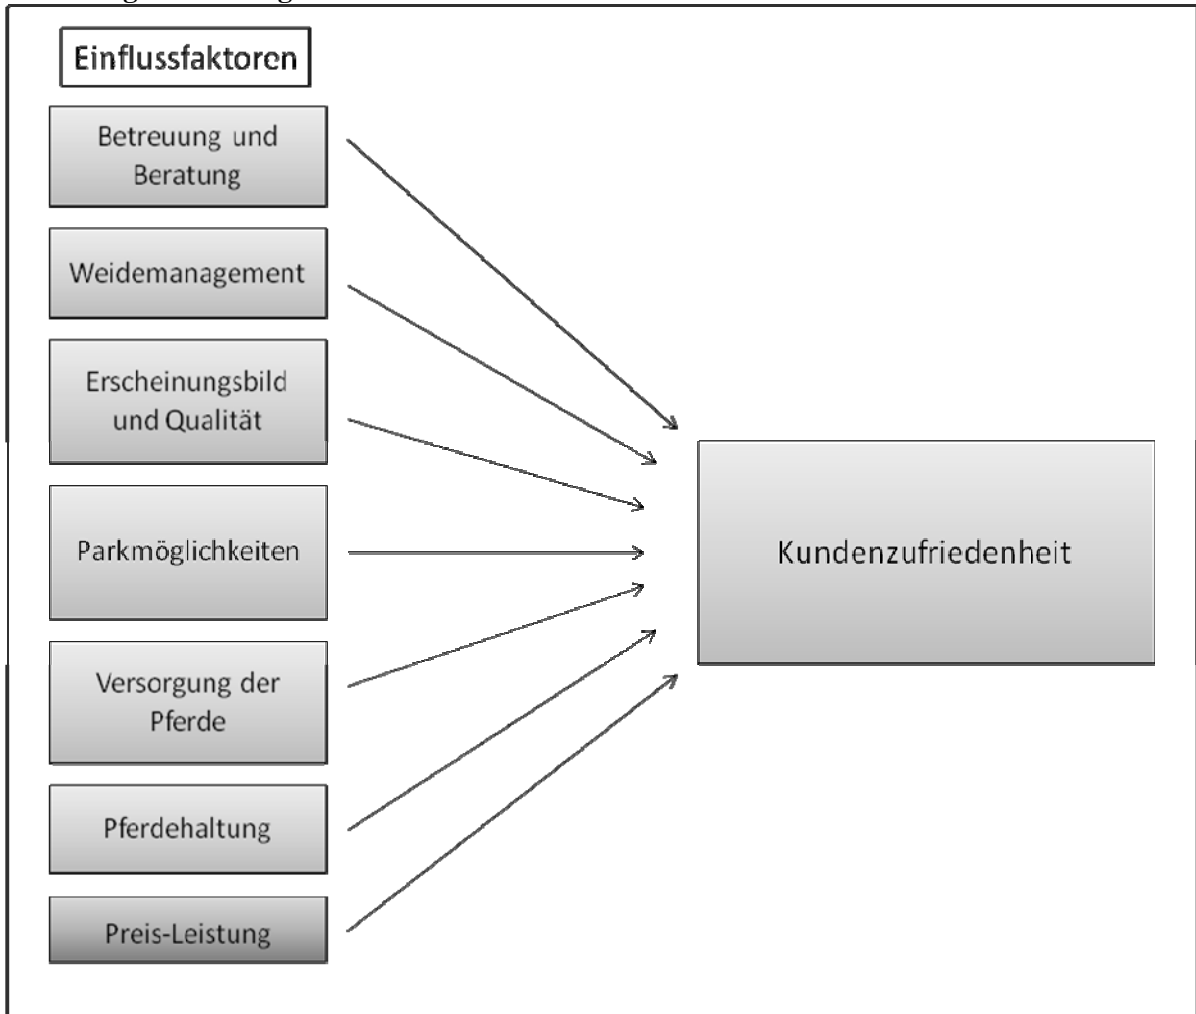 Einflussfaktoren
Betreuung und
Beratung
Weidemanagement
Erscheinungsbild
und Qualität
Parkmöglichkeiten
Kundenzufriedenheit
Versorgung der
Pferde
Pferdehaltung
Preis-Leistung